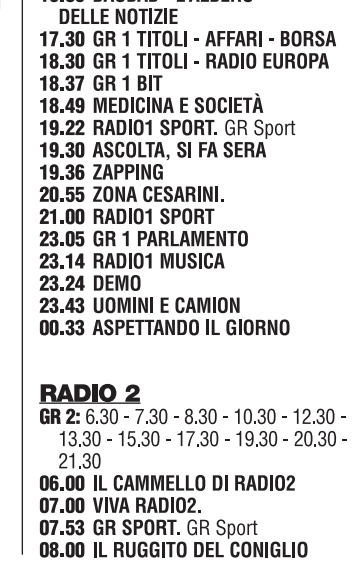 DELLE NOTIZIE
17.30 GR 1 TITOLI - AFFARI - BORSA
18.30 GR 1 TITOLI - RADIO EUROPA
18.37 GR 1 BIT
18.49 MEDICINA E SOCIETÀ
19.22 RADIO1 SPORT. GR Sport
19.30 ASCOLTA, SI FA SERA
19.36 ZAPPING
20.55 ZONA CESARINI.
21.00 RADIO1 SPORT
23.05 GR 1 PARLAMENTO
23.14 RADIO1 MUSICA
23.24 DEMO
23.43 UOMINI E CAMION
00.33 ASPETTANDO IL GIORNO
RADIO 2
GR 2: 6.30 - 7.30 - 8.30 - 10.30 - 12.30 -
13.30 - 15.30 - 17.30 - 19.30 - 20.30 -
21.30
06.00 IL CAMMELLO DI RADIO2
07.00 VIVA RADIO2.
07.53 GR SPORT. GR Sport
08.00 IL RUGGITO DEL CONIGLIO